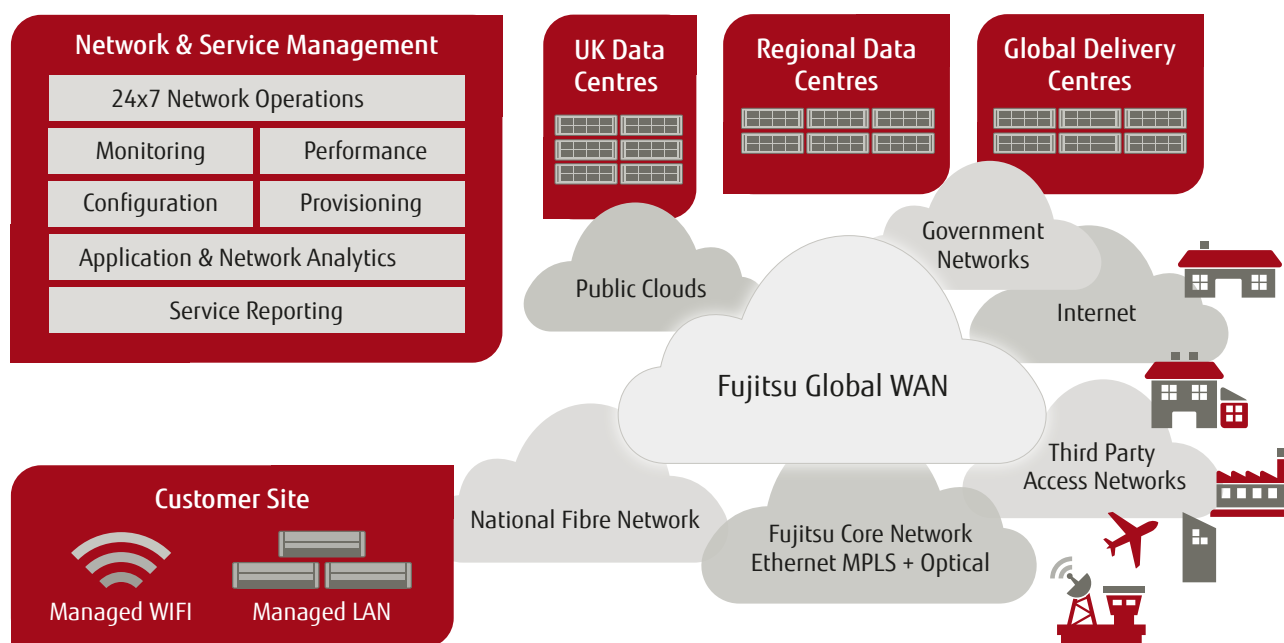 Network & Service Management
24x7 Network Operations
Monitoring
Performance
Configuration
Provisioning
Application & Network Analytics
Service Reporting
UK Data
Centres
Regional Data
Centres
Global Delivery
Centres
Public Clouds
Government
Networks
Internet
Fujitsu Global WAN
Third Party
Access Networks
National Fibre Network
Fujitsu Core Network
Ethernet MPLS + Optical
Customer Site
Managed WIFI
Managed LAN